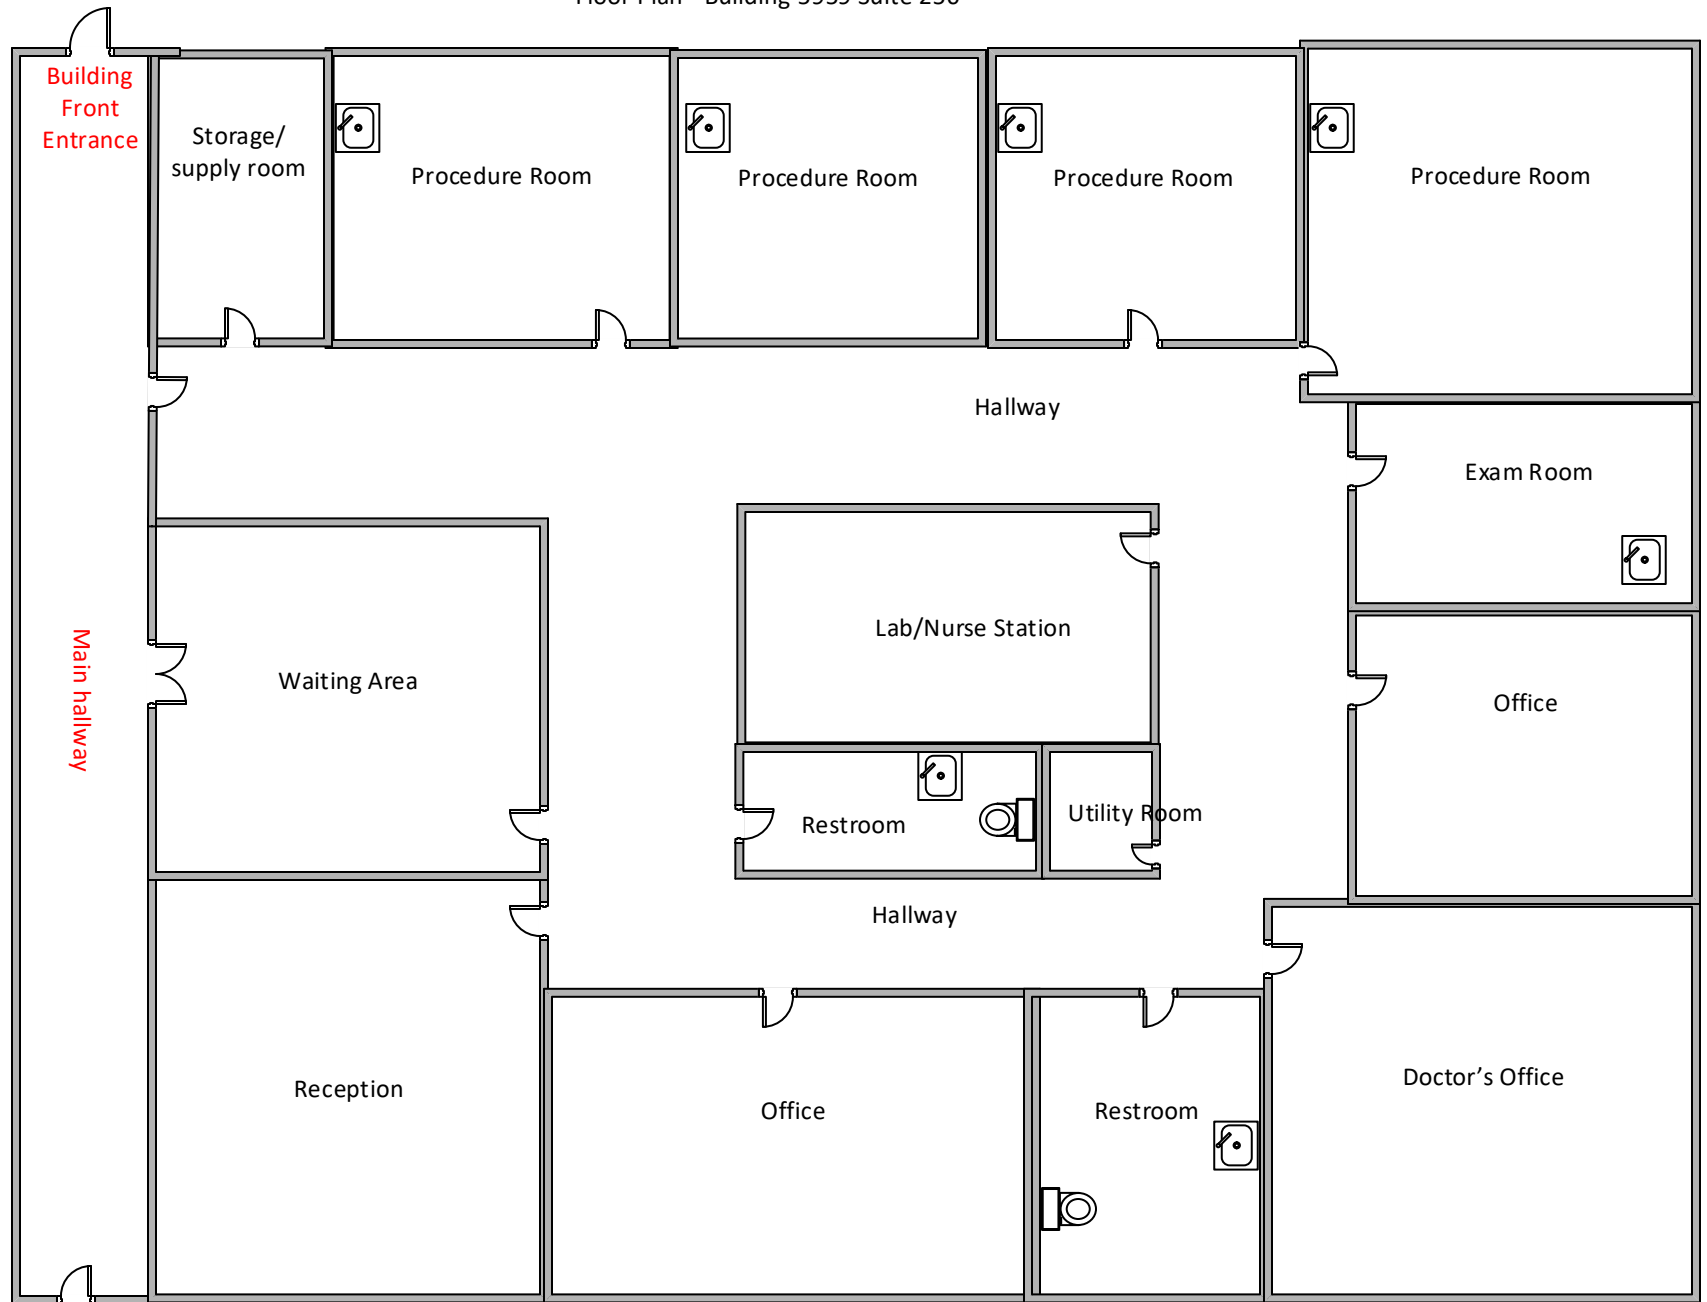 Building
Front
Entrance
Storage/
supply room
Procedure Room
Procedure Room
Procedure Room
Procedure Room
Hallway
Exam Room
Lab/Nurse Station
Main hallway
Waiting Area
Office
Restroom
Utility Room
Hallway
Reception
Office
Restroom
Doctor’s Office